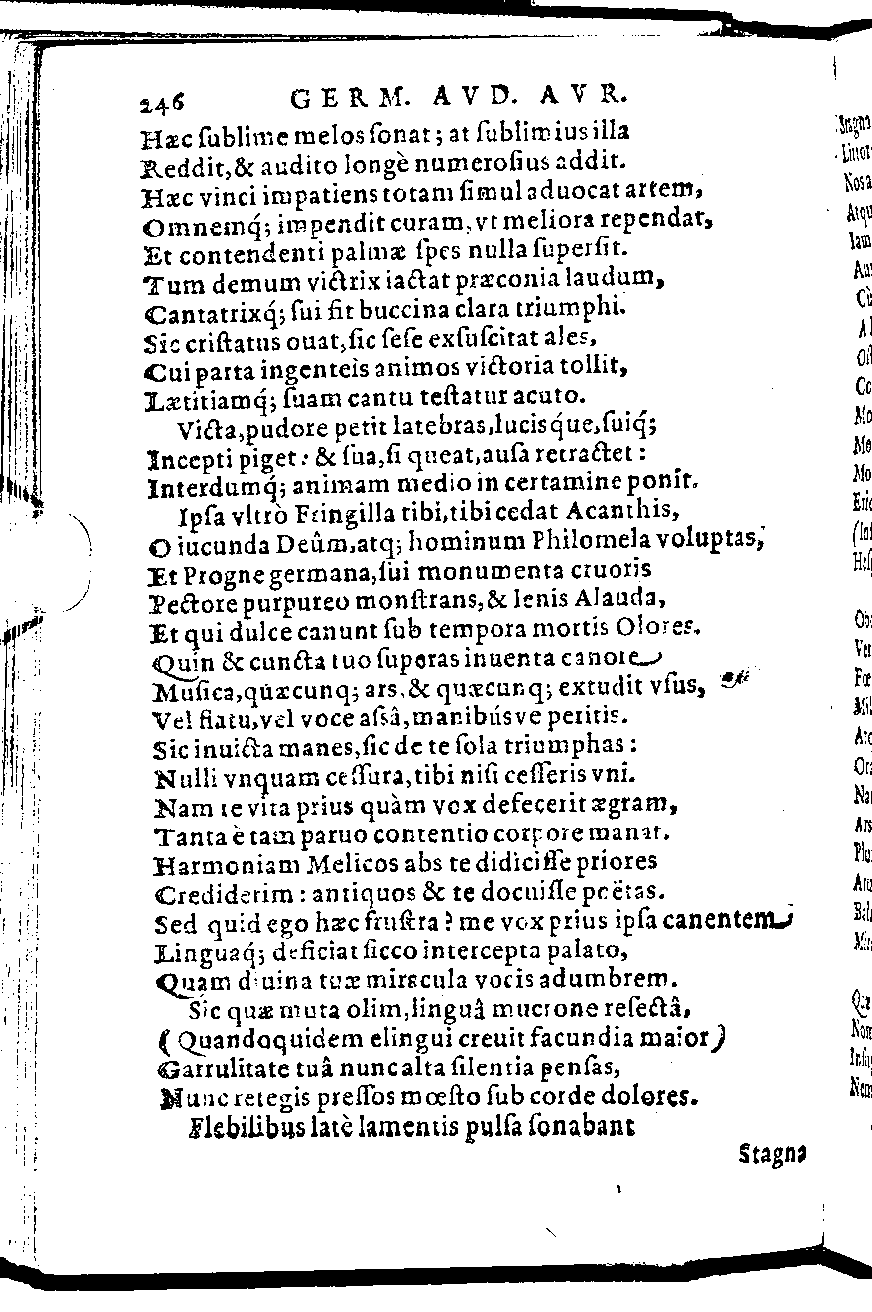 246 GERM. AVD. AVR.
Hæc ſublime melos ſonat; at ſublimius illa
Reddit, & audito longè numeroſius addit.
Hæc vinci impatiens totam ſimul aduocat artem,
Omnemq́; impendit curam, vt meliora rependat,
Et contendenti palmæ ſpes nulla ſuperſit.
Tum demum victrix iactat præconia laudum,
Cantatrixq́; ſui fit buccina clara triumphi.
Sic criſtatus ouat, ſic ſeſe exſuſcitat ales,
Cui parta ingenteis animos victoria tollit,
Lætitiamq́; ſuam cantu teſtatur acuto.
Victa, pudore petit latebras, lucisq́ue, ſuiq́;
Incepti piget: & ſua, ſi queat, auſa retractet:
Interdumq́; animam medio in certamine ponit.
Ipſa vltrò Fringilla tibi, tibi cedat Acanthis,
O iucunda Deûm, atq; hominum Philomela voluptas,
Et Progne germana, ſui monumenta cruoris
Pectore purpureo monſtrans, & lenis Alauda,
Et qui dulce canunt ſub tempora mortis Olores.
Quin & cuncta tuo ſuperas inuenta canore
Muſica, quæcunq; ars, & quæcunq; extudit vſus,
Vel flatu, vel voce aſſâ, manibúsve peritis.
Sic inuicta manes, ſic de te ſola triumphas:
Nulli vnquam ceſſura, tibi niſi ceſſeris vni.
Nam te vita prius quàm vox defecerit ægram,
Tanta è tam paruo contentio corpore manat.
Harmoniam Melicos abs te didiciſſe priores
Crediderim: antiquos & te docuiſſe poëtas.
Sed quid ego hæc fruſtra? me vox prius ipſa canentem
Linguaq́; deficiat ſicco intercepta palato,
Quam diuina tuæ miracula vocis adumbrem.
Sic quæ muta olim, linguâ mucrone reſectâ,
(Quandoquidem elingui creuit facundia maior)
Garrulitate tuâ nunc alta ſilentia penſas,
Nunc retegis preſſos mœſto ſub corde dolores.
Flebilibus latè lamentis pulſa ſonabant
Stagna